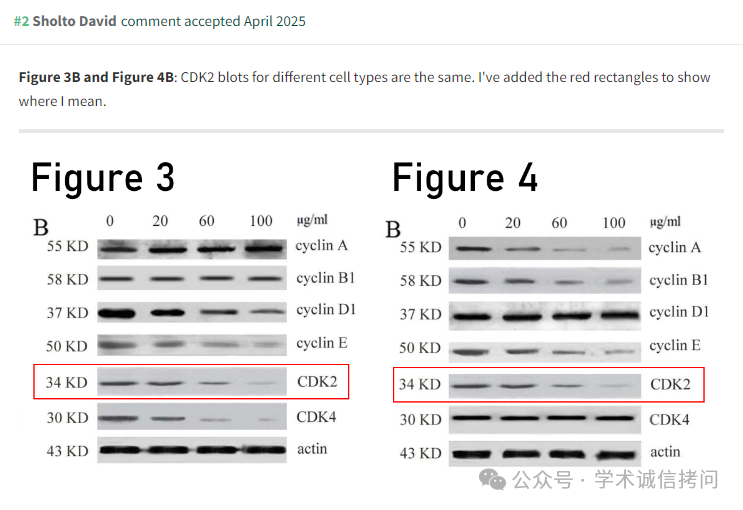 #2 Sholto David comment accepted April 2025
Figure 3B and Figure 4B: CDK2 blots for different cell types are the same. I've added the red rectangles to show
where I mean.
Figure 3
B 0 20 60 100 µg/ml
55 KD cyclin A
58 KD cyclin B1
37 KD cyclin D1
50 KD cyclin E
34 KD CDK2
30 KD CDK4
43 KD actin
Figure 4
B 0 20 60 100 µg/ml
55 KD cyclin A
58 KD cyclin B1
37 KD cyclin D1
50 KD cyclin E
34 KD CDK2
30 KD CDK4
43 KD actin
公众号 · 学术诚信拷问